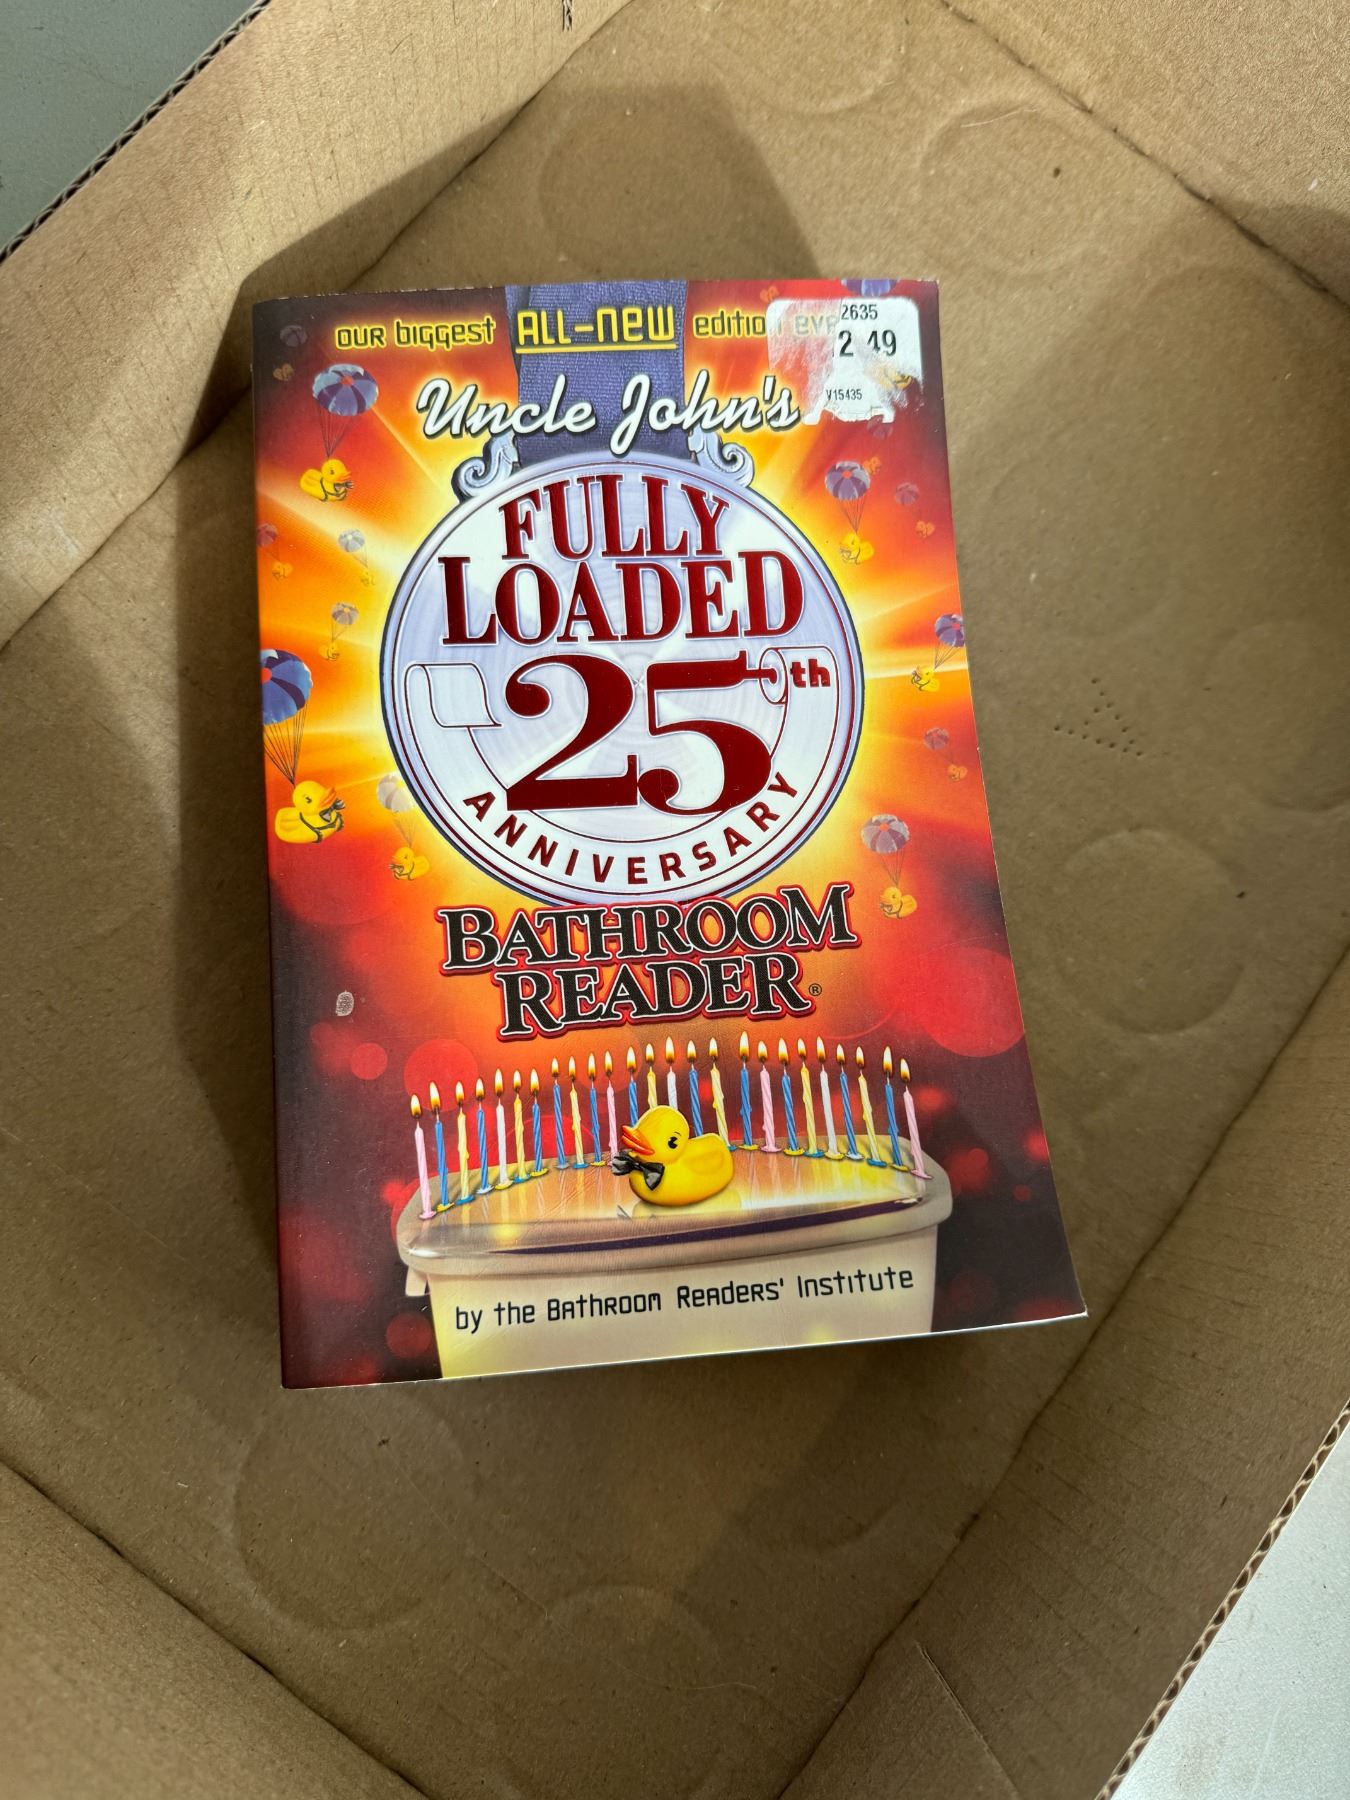 our biggest ALL-NEW edition
2635
2 49
V15435
Uncle John's
FULLY
LOADED
25th
ANNIVERSARY
BATHROOM
READER®
by the Bathroom Readers' Institute